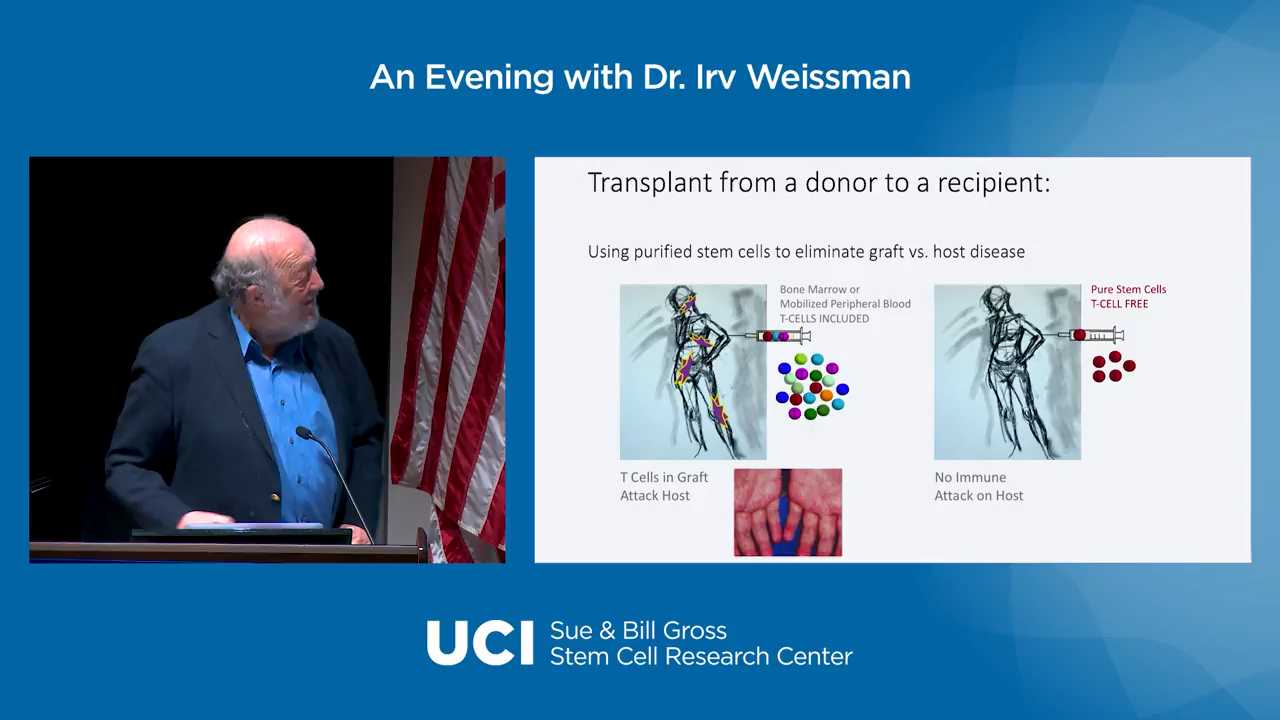 An Evening with Dr. Irv Weissman
Transplant from a donor to a recipient:
Using purified stem cells to eliminate graft vs. host disease
Bone Marrow or
Mobilized Peripheral Blood
T-CELLS INCLUDED
Pure Stem Cells
T-CELL FREE
T Cells in Graft
Attack Host
No Immune
Attack on Host
UCI
Sue & Bill Gross
Stem Cell Research Center